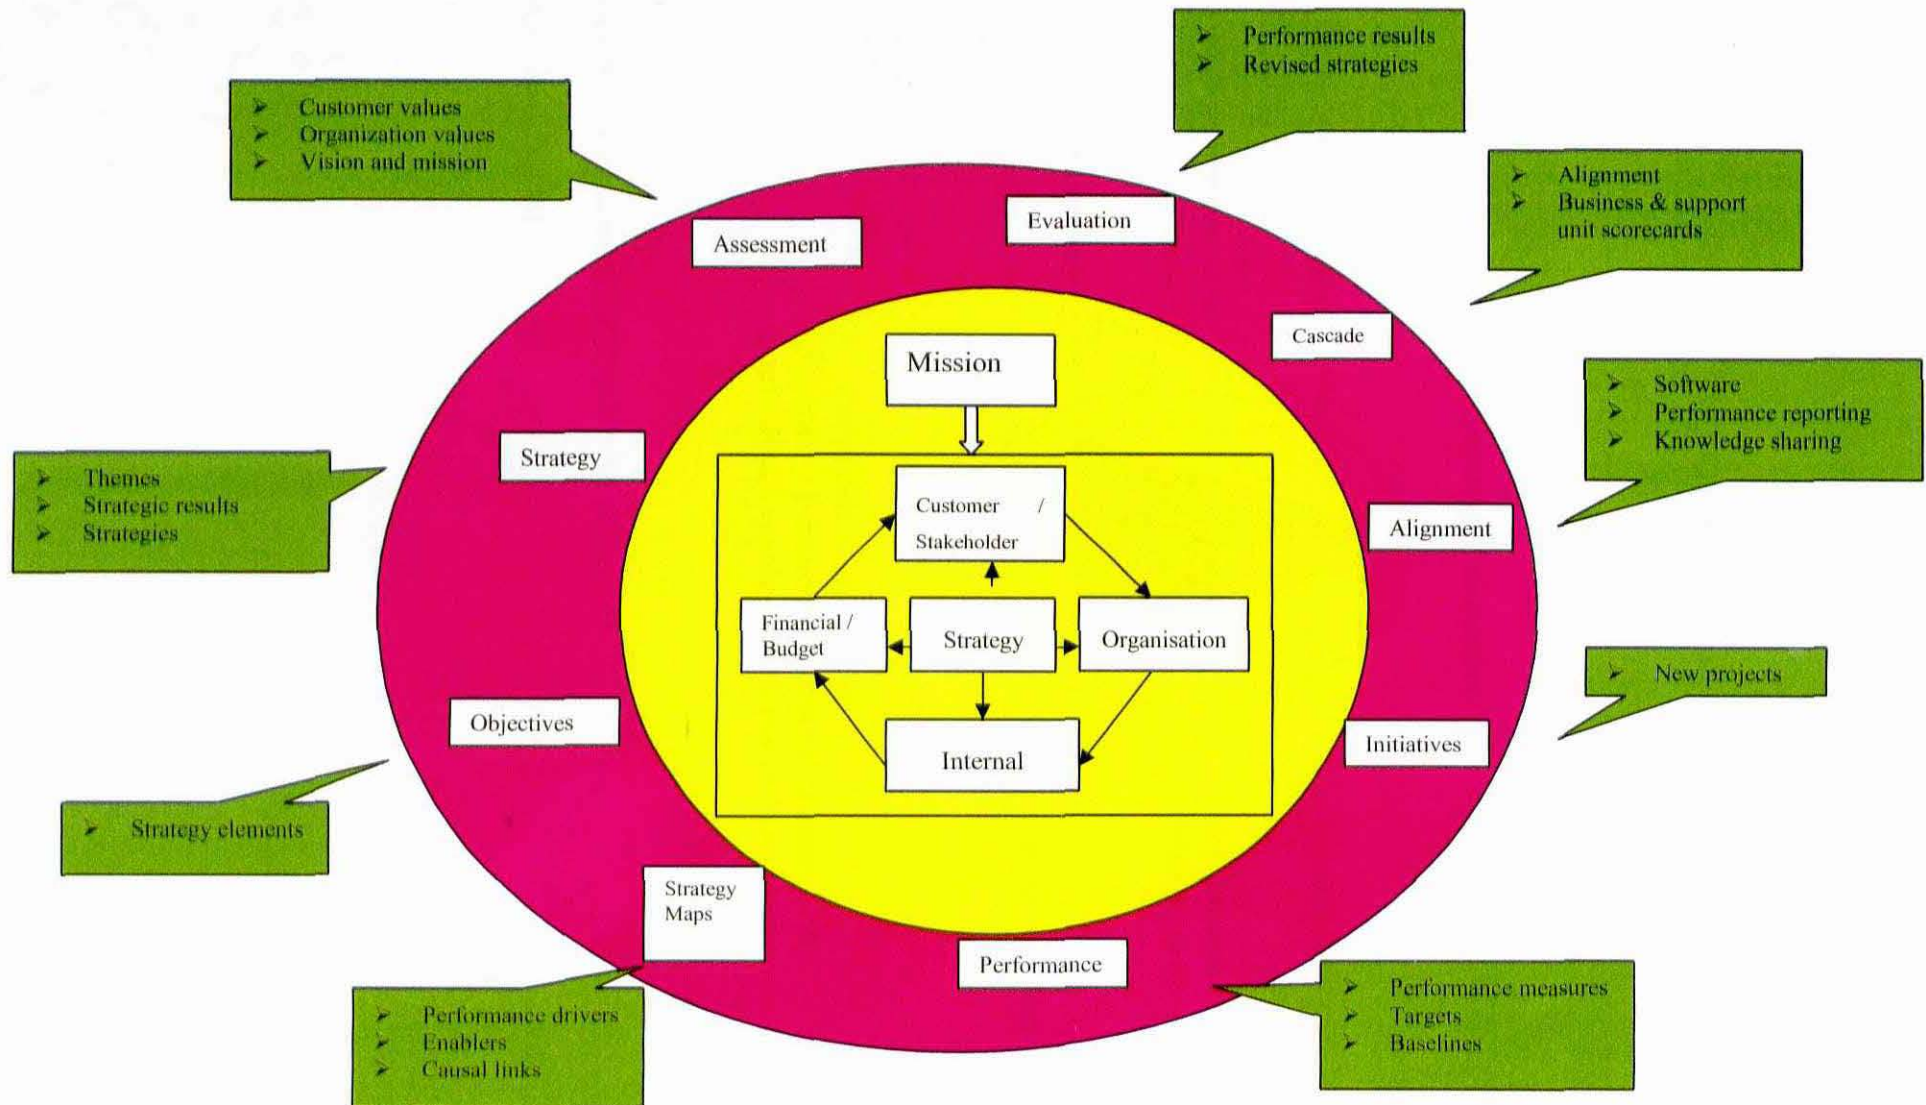 ➢ Performance results
➢ Revised strategies
➢ Customer values
➢ Organization values
➢ Vision and mission
➢ Alignment
➢ Business & support
unit scorecards
Evaluation
Assessment
Cascade
Mission
➢ Software
➢ Performance reporting
➢ Knowledge sharing
Strategy
➢ Themes
➢ Strategic results
➢ Strategies
Customer /
Stakeholder
Alignment
Financial /
Budget
Strategy
Organisation
➢ New projects
Objectives
Internal
Initiatives
➢ Strategy elements
Strategy
Maps
Performance
➢ Performance drivers
➢ Enablers
➢ Causal links
➢ Performance measures
➢ Targets
➢ Baselines